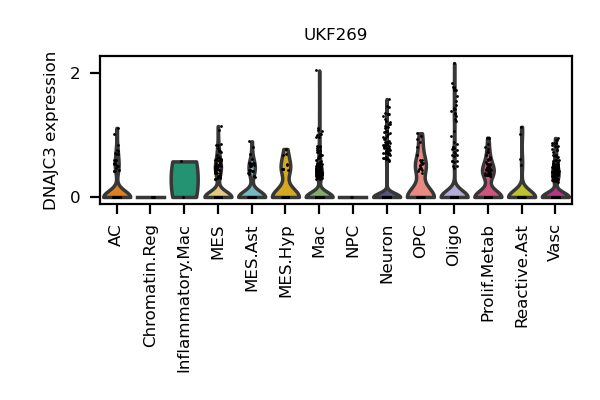 UKF269
DNAJC3 expression
2
0
AC
Chromatin.Reg
Inflammatory.Mac
MES
MES.Ast
MES.Hyp
Mac
NPC
Neuron
OPC
Oligo
Prolif.Metab
Reactive.Ast
Vasc